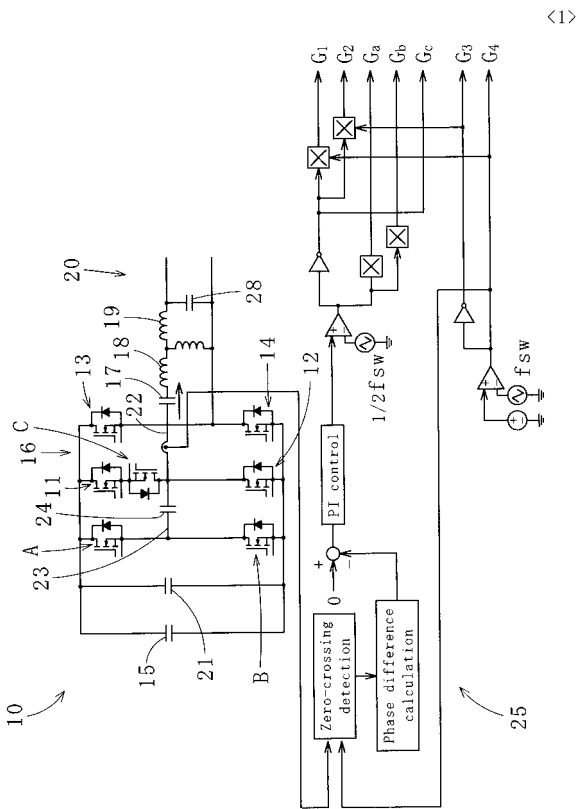 <1>
10
16
20
A
11
C
13
23
24
22
17
18
19
15
21
B
12
14
28
Zero-crossing
detection
Phase difference
calculation
0
+
−
PI control
+
−
1/2fsw
+
−
+
−
fsw
25
G1
G2
Ga
Gb
Gc
G3
G4